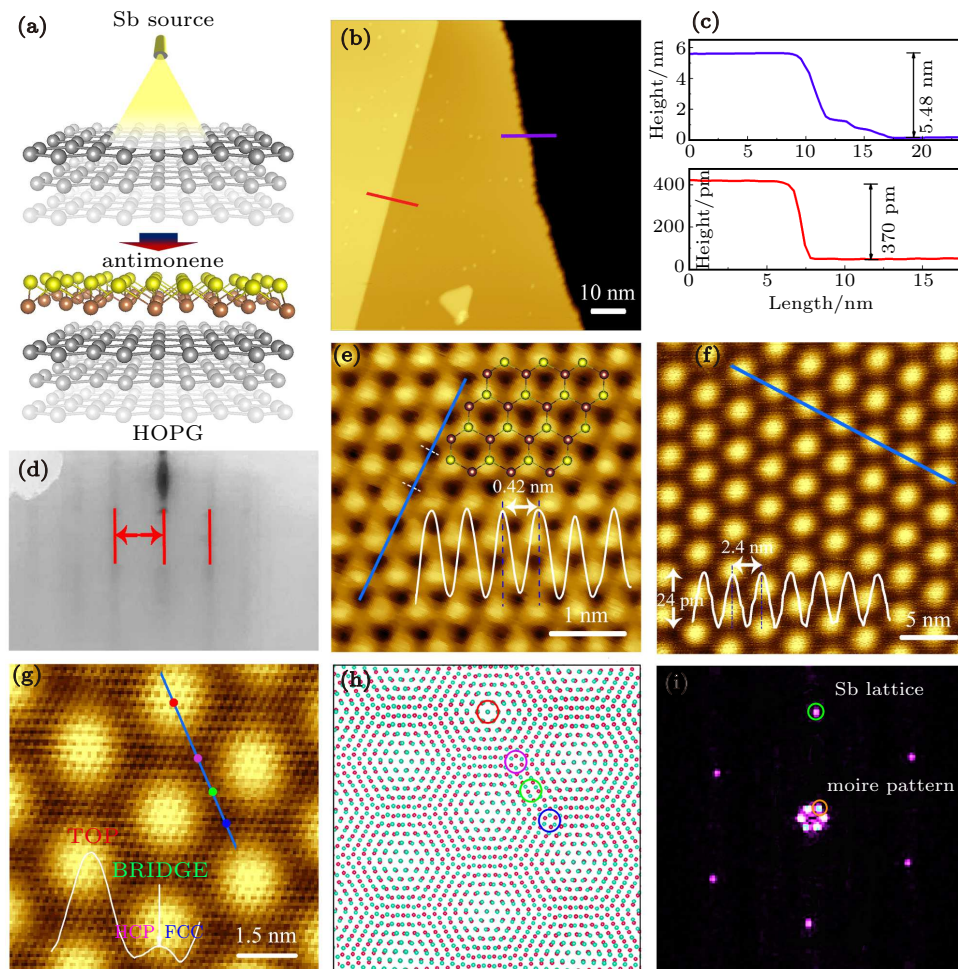 (a)
Sb source
antimonene
HOPG
(b)
10 nm
(c)
Height/nm
6
4
2
0
0 5 10 15 20
5.48 nm
Height/pm
400
200
0
0 5 10 15
370 pm
Length/nm
(d)
(e)
0.42 nm
1 nm
(f)
2.4 nm
24 pm
5 nm
(g)
TOP
BRIDGE
HCP FCC
1.5 nm
(h)
(i)
Sb lattice
moire pattern